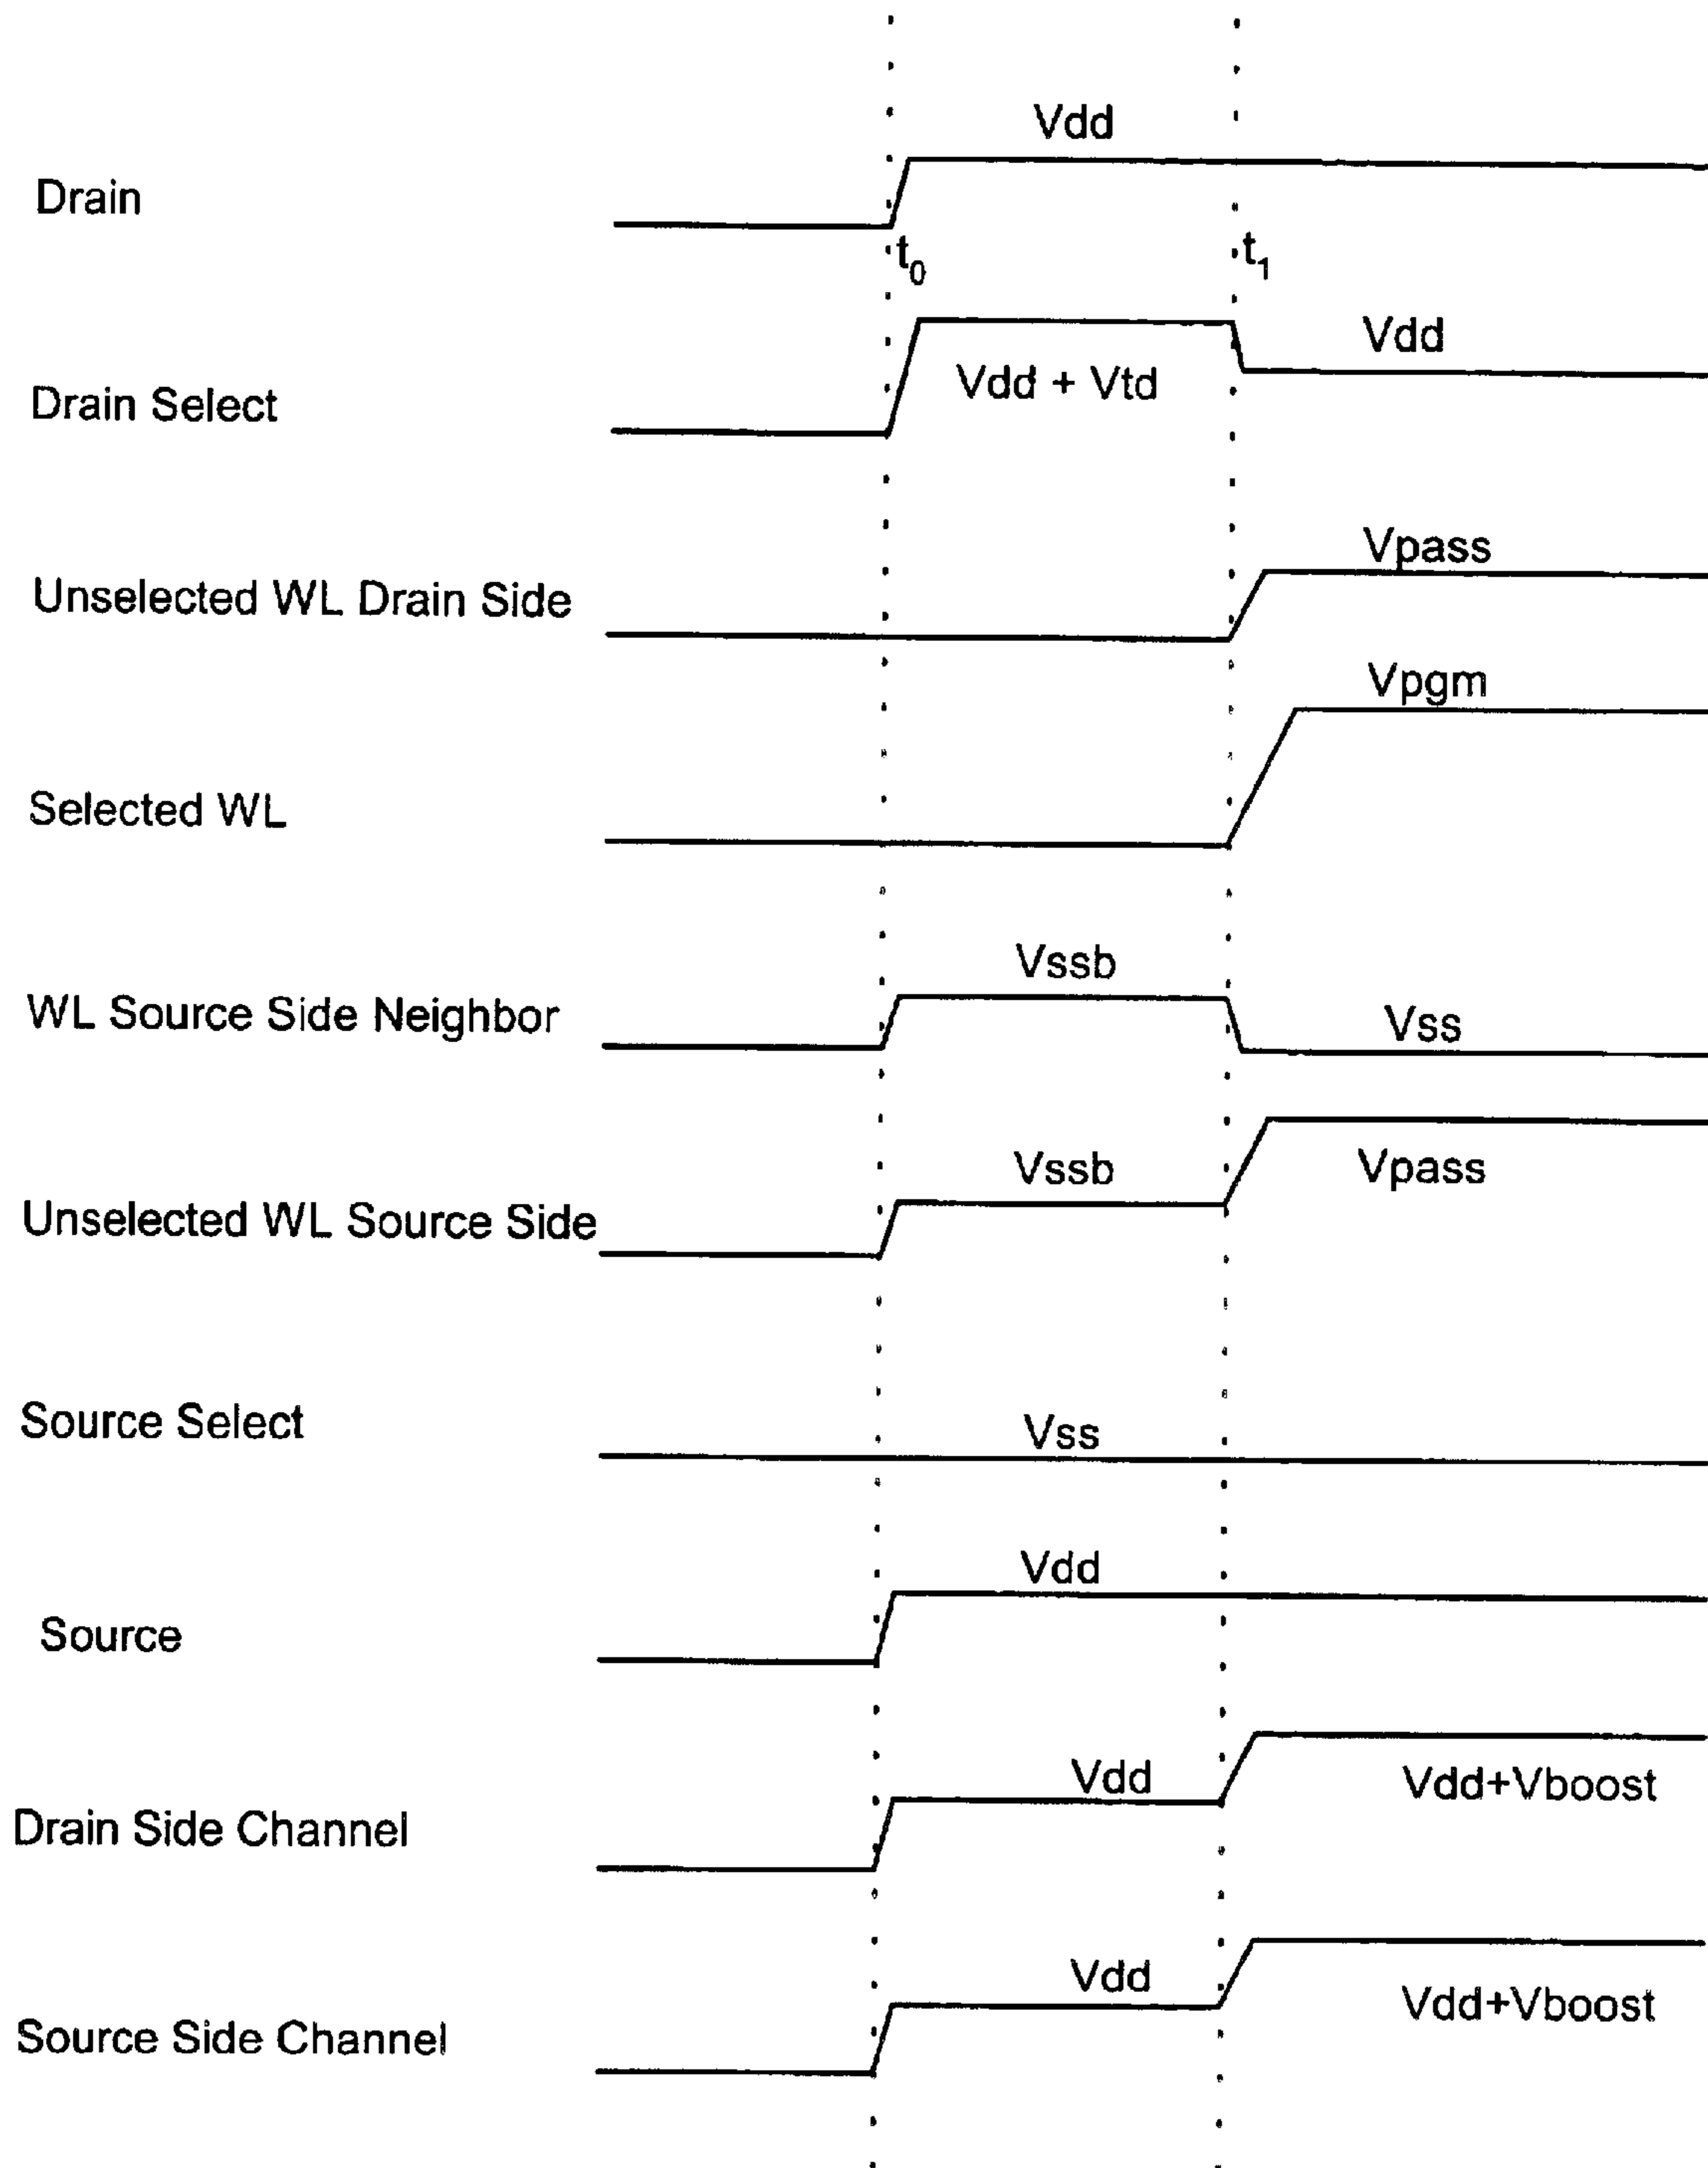 Vdd
Drain
t0 t1
Vdd
Vdd + Vtd
Drain Select
Vpass
Unselected WL Drain Side
Vpgm
Selected WL
Vssb
WL Source Side Neighbor
Vss
Vssb
Vpass
Unselected WL Source Side
Source Select
Vss
Vdd
Source
Vdd
Vdd+Vboost
Drain Side Channel
Vdd
Vdd+Vboost
Source Side Channel